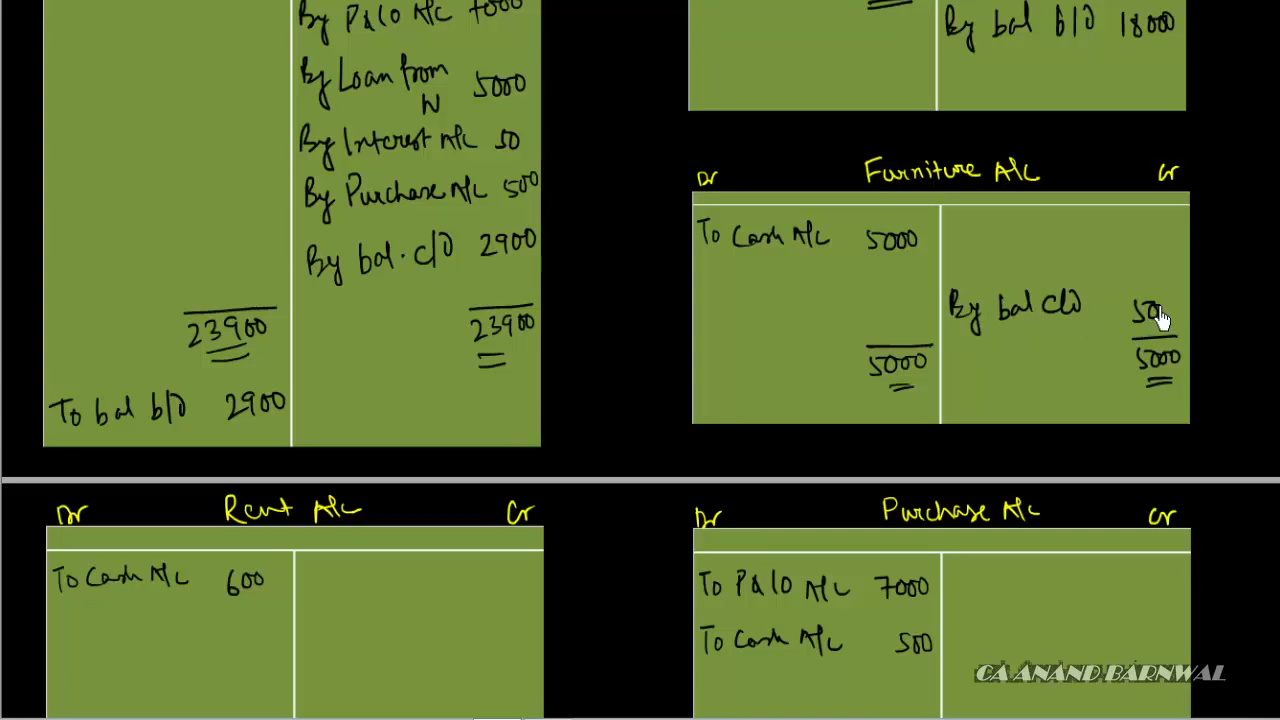 By P&LO A/c 7000
By Loan from
N 5000
By Interest A/c 50
By Purchase A/c 500
By bal. c/d 2900
23900 23900
To bal b/d 2900
By bal b/d 18000
Dr Furniture A/c Cr
To Cash A/c 5000
By bal c/d
5000 5000
Dr Rent A/c Cr
To Cash A/c 600
Dr Purchase A/c Cr
To P&LO A/c 7000
To Cash A/c 500
CA ANAND BARNWAL